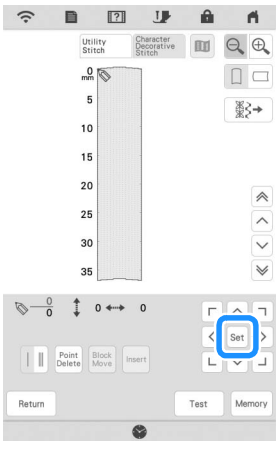 Utility
Stitch
Character
Decorative
Stitch
0
mm
5
10
15
20
25
30
35
0
0
0
0
Set
Point
Delete
Block
Move
Insert
Return
Test
Memory